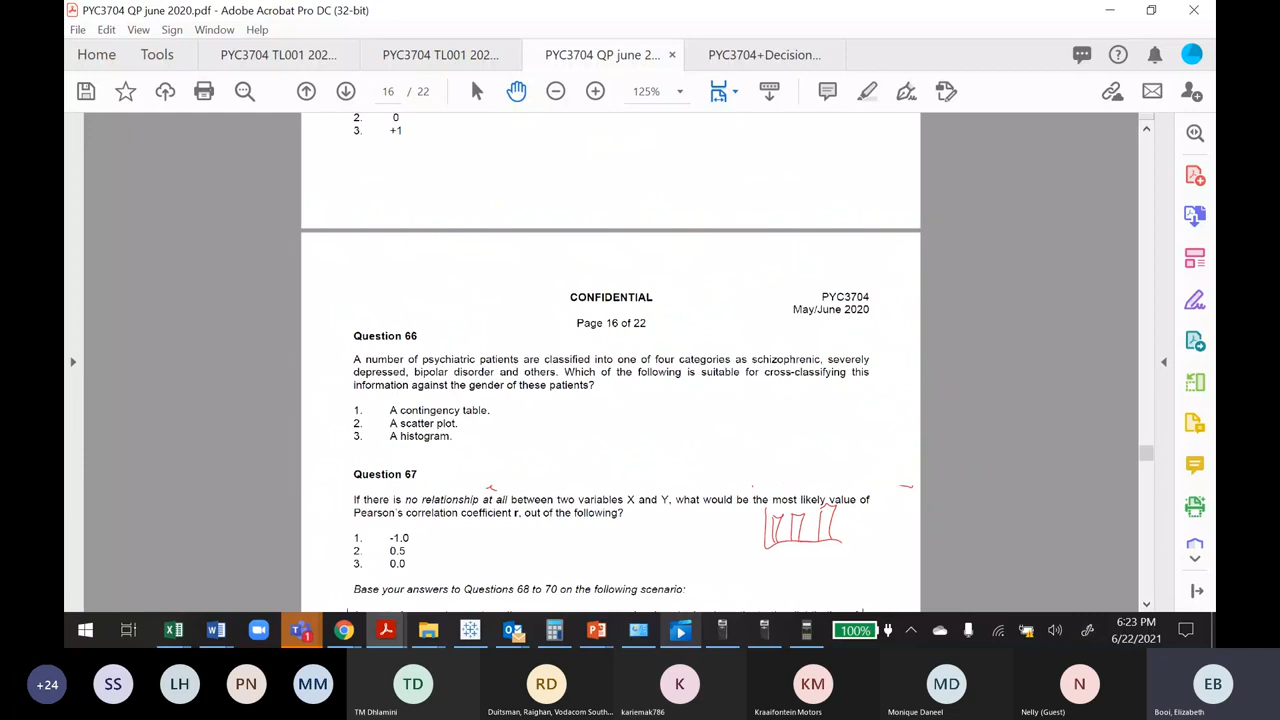 PYC3704 QP june 2020.pdf - Adobe Acrobat Pro DC (32-bit)
File Edit View Sign Window Help
Home Tools PYC3704 TL001 202... PYC3704 TL001 202... PYC3704 QP june 2... × PYC3704+Decision...
16 / 22 125%
2. 0
3. +1
CONFIDENTIAL PYC3704
May/June 2020
Page 16 of 22
Question 66
A number of psychiatric patients are classified into one of four categories as schizophrenic, severely
depressed, bipolar disorder and others. Which of the following is suitable for cross-classifying this
information against the gender of these patients?
1. A contingency table.
2. A scatter plot.
3. A histogram.
Question 67
If there is no relationship at all between two variables X and Y, what would be the most likely value of
Pearson's correlation coefficient r, out of the following?
1. -1.0
2. 0.5
3. 0.0
Base your answers to Questions 68 to 70 on the following scenario:
100% 6:23 PM
6/22/2021
+24 SS LH PN MM TD RD K KM MD N EB
TM Dhlamini Duitsman, Raighan, Vodacom South... kariemak786 Kraaifontein Motors Monique Daneel Nelly (Guest) Booi, Elizabeth